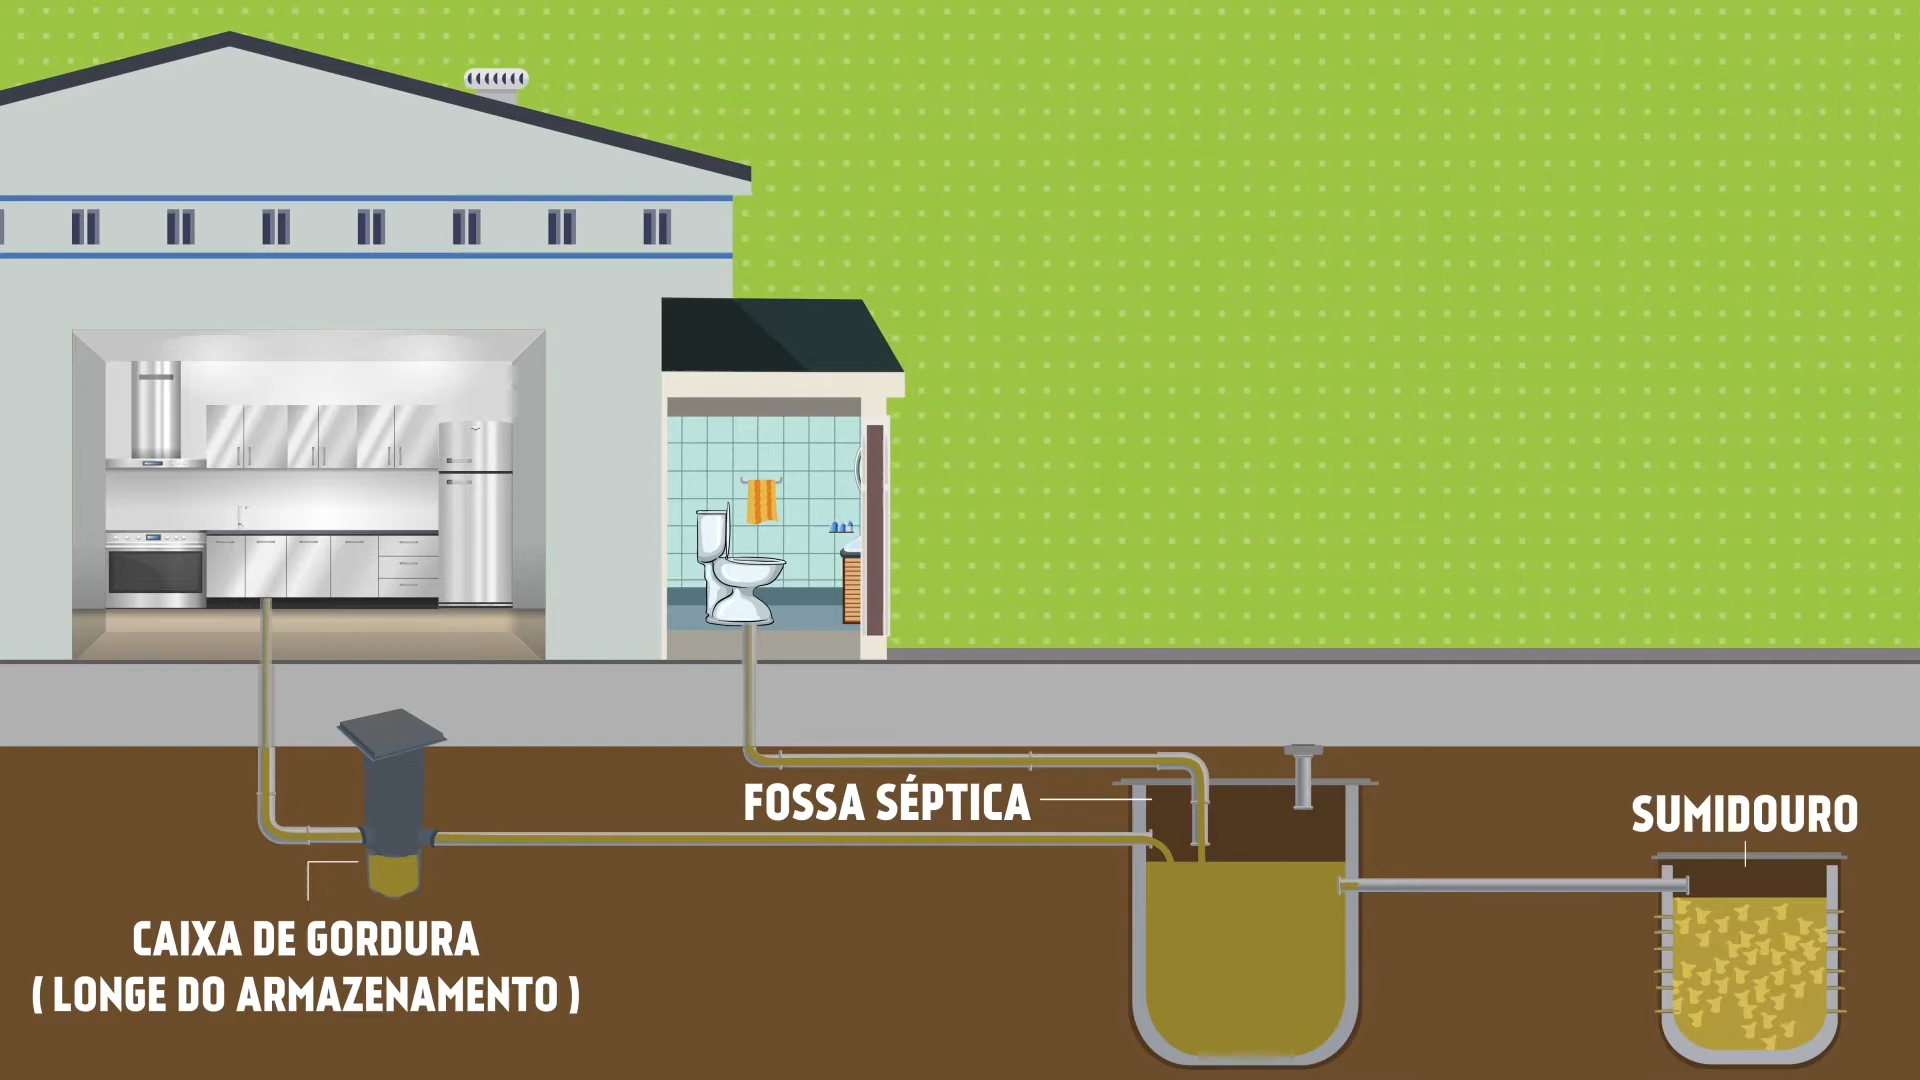 FOSSA SÉPTICA
SUMIDOURO
CAIXA DE GORDURA
( LONGE DO ARMAZENAMENTO )